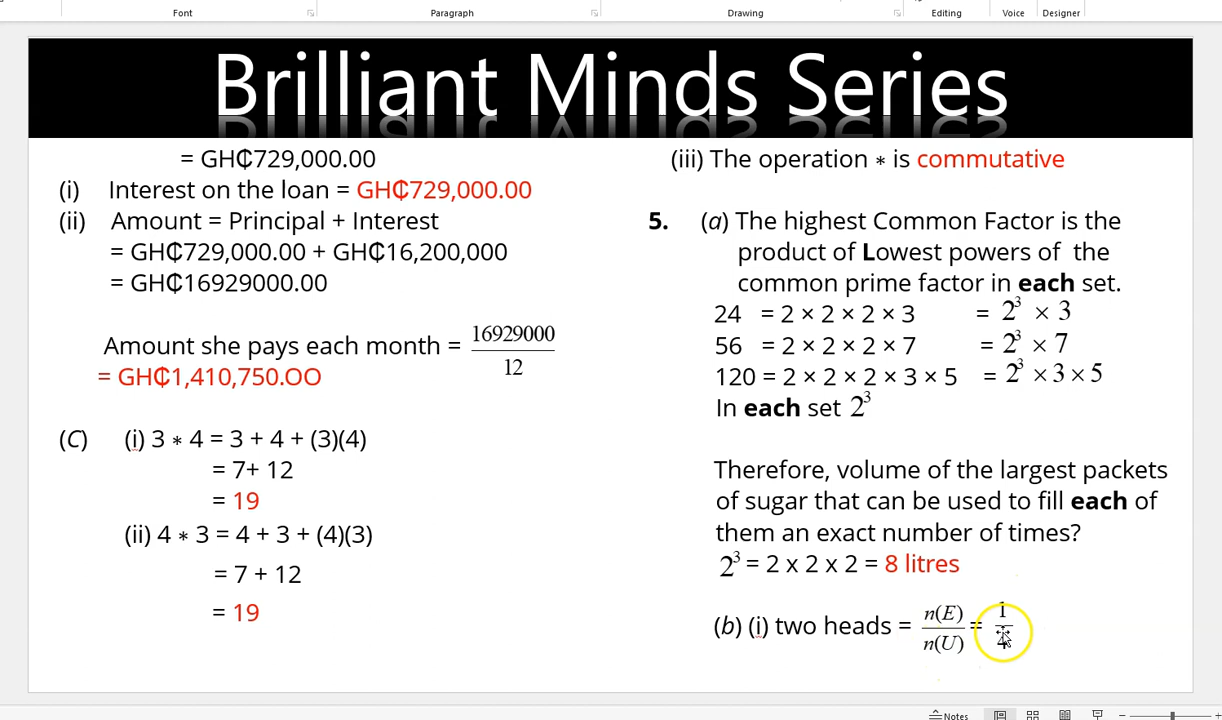 Font Paragraph Drawing Editing Voice Designer
Brilliant Minds Series
= GH₵729,000.00
(i) Interest on the loan = GH₵729,000.00
(ii) Amount = Principal + Interest
= GH₵729,000.00 + GH₵16,200,000
= GH₵16929000.00
Amount she pays each month = 16929000/12
= GH₵1,410,750.OO
(C) (i) 3 * 4 = 3 + 4 + (3)(4)
= 7+ 12
= 19
(ii) 4 * 3 = 4 + 3 + (4)(3)
= 7 + 12
= 19
(iii) The operation * is commutative
5. (a) The highest Common Factor is the
product of Lowest powers of the
common prime factor in each set.
24 = 2 × 2 × 2 × 3 = 2³ × 3
56 = 2 × 2 × 2 × 7 = 2³ × 7
120 = 2 × 2 × 2 × 3 × 5 = 2³ × 3 × 5
In each set 2³
Therefore, volume of the largest packets
of sugar that can be used to fill each of
them an exact number of times?
2³ = 2 x 2 x 2 = 8 litres
(b) (i) two heads = n(E)/n(U) = 1/4
Notes